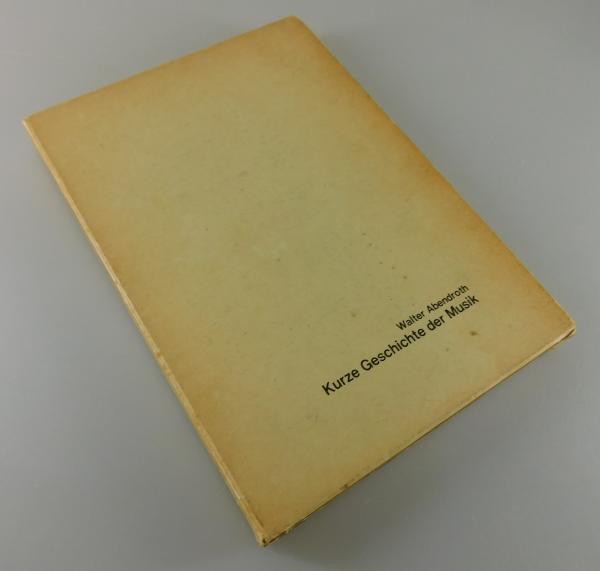 Walter Abendroth
Kurze Geschichte der Musik